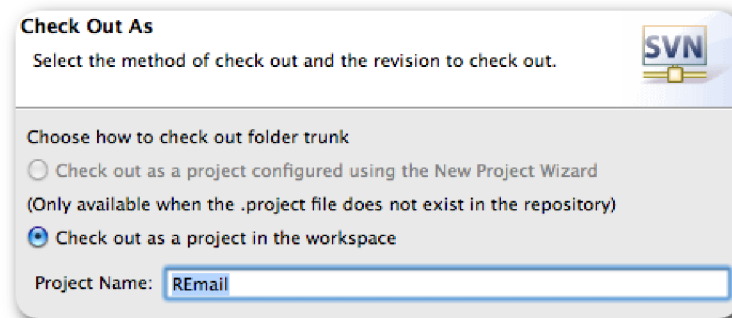 Check Out As
Select the method of check out and the revision to check out.
SVN
Choose how to check out folder trunk
Check out as a project configured using the New Project Wizard
(Only available when the .project file does not exist in the repository)
Check out as a project in the workspace
Project Name: REmail